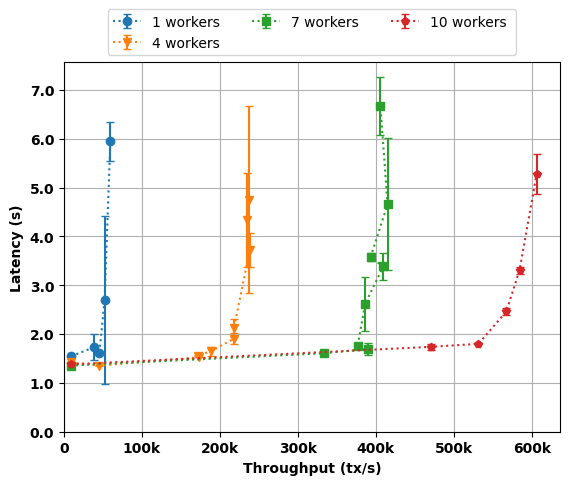 1 workers
4 workers
7 workers
10 workers
7.0
6.0
5.0
4.0
3.0
2.0
1.0
0.0
Latency (s)
0 100k 200k 300k 400k 500k 600k
Throughput (tx/s)